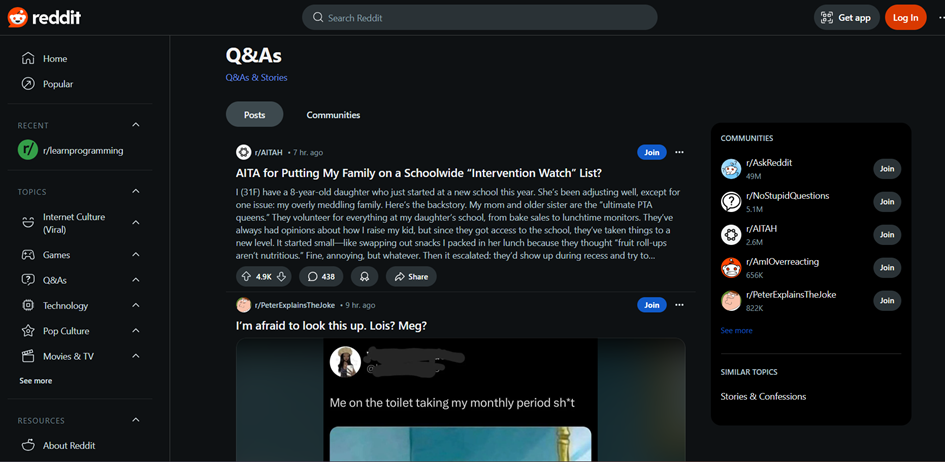 reddit
Search Reddit
Get app
Log In
Home
Popular
RECENT
r/learnprogramming
TOPICS
Internet Culture
(Viral)
Games
Q&As
Technology
Pop Culture
Movies & TV
See more
RESOURCES
About Reddit
Q&As
Q&As & Stories
Posts
Communities
r/AITAH • 7 hr. ago
Join
AITA for Putting My Family on a Schoolwide “Intervention Watch” List?
I (31F) have a 8-year-old daughter who just started at a new school this year. She’s been adjusting well, except for
one issue: my overly meddling family. Here’s the backstory. My mom and older sister are the “ultimate PTA
queens.” They volunteer for everything at my daughter’s school, from bake sales to lunchtime monitors. They’ve
always had opinions about how I raise my kid, but since they got access to the school, they’ve taken things to a
new level. It started small—like swapping out snacks I packed in her lunch because they thought “fruit roll-ups
aren’t nutritious.” Fine, annoying, but whatever. Then it escalated: they’d show up during recess and try to...
4.9K
438
Share
r/PeterExplainsTheJoke • 9 hr. ago
Join
I’m afraid to look this up. Lois? Meg?
Me on the toilet taking my monthly period sh*t
COMMUNITIES
r/AskReddit
49M
Join
r/NoStupidQuestions
5.1M
Join
r/AITAH
2.6M
Join
r/AmIOverreacting
656K
Join
r/PeterExplainsTheJoke
822K
Join
See more
SIMILAR TOPICS
Stories & Confessions